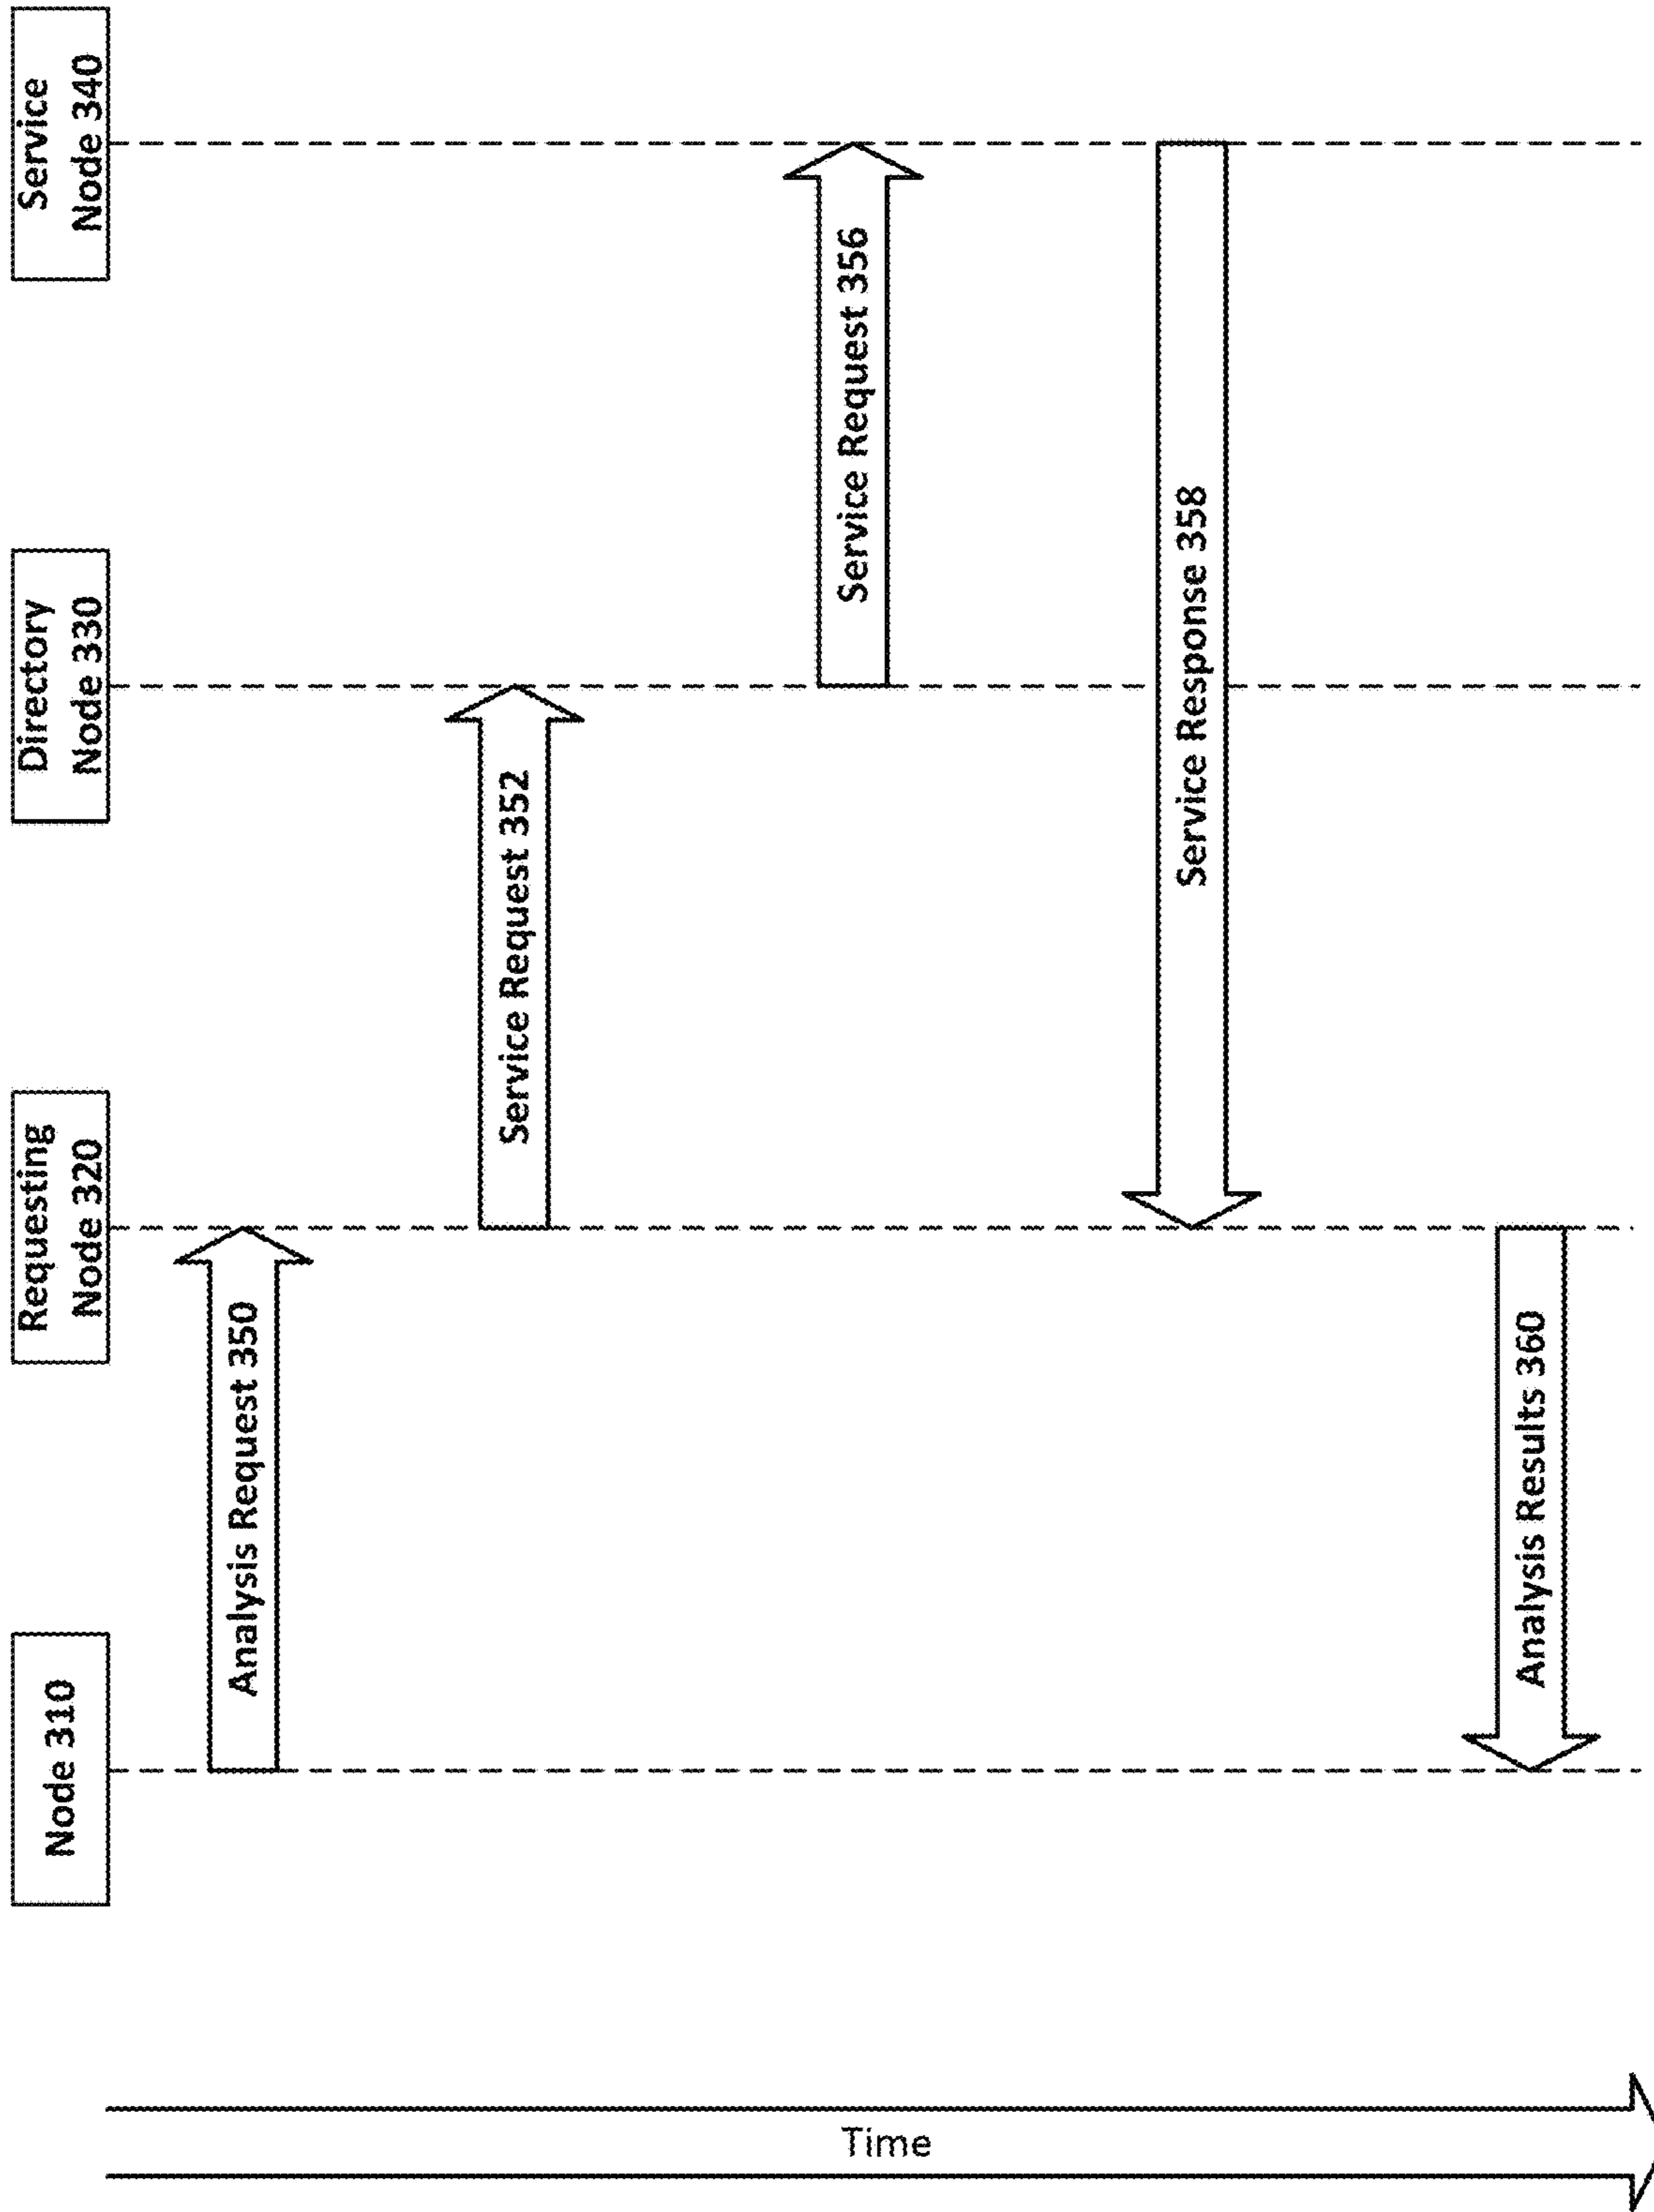 Node 310
Requesting
Node 320
Directory
Node 330
Service
Node 340
Analysis Request 350
Service Request 352
Service Request 356
Service Response 358
Analysis Results 360
Time